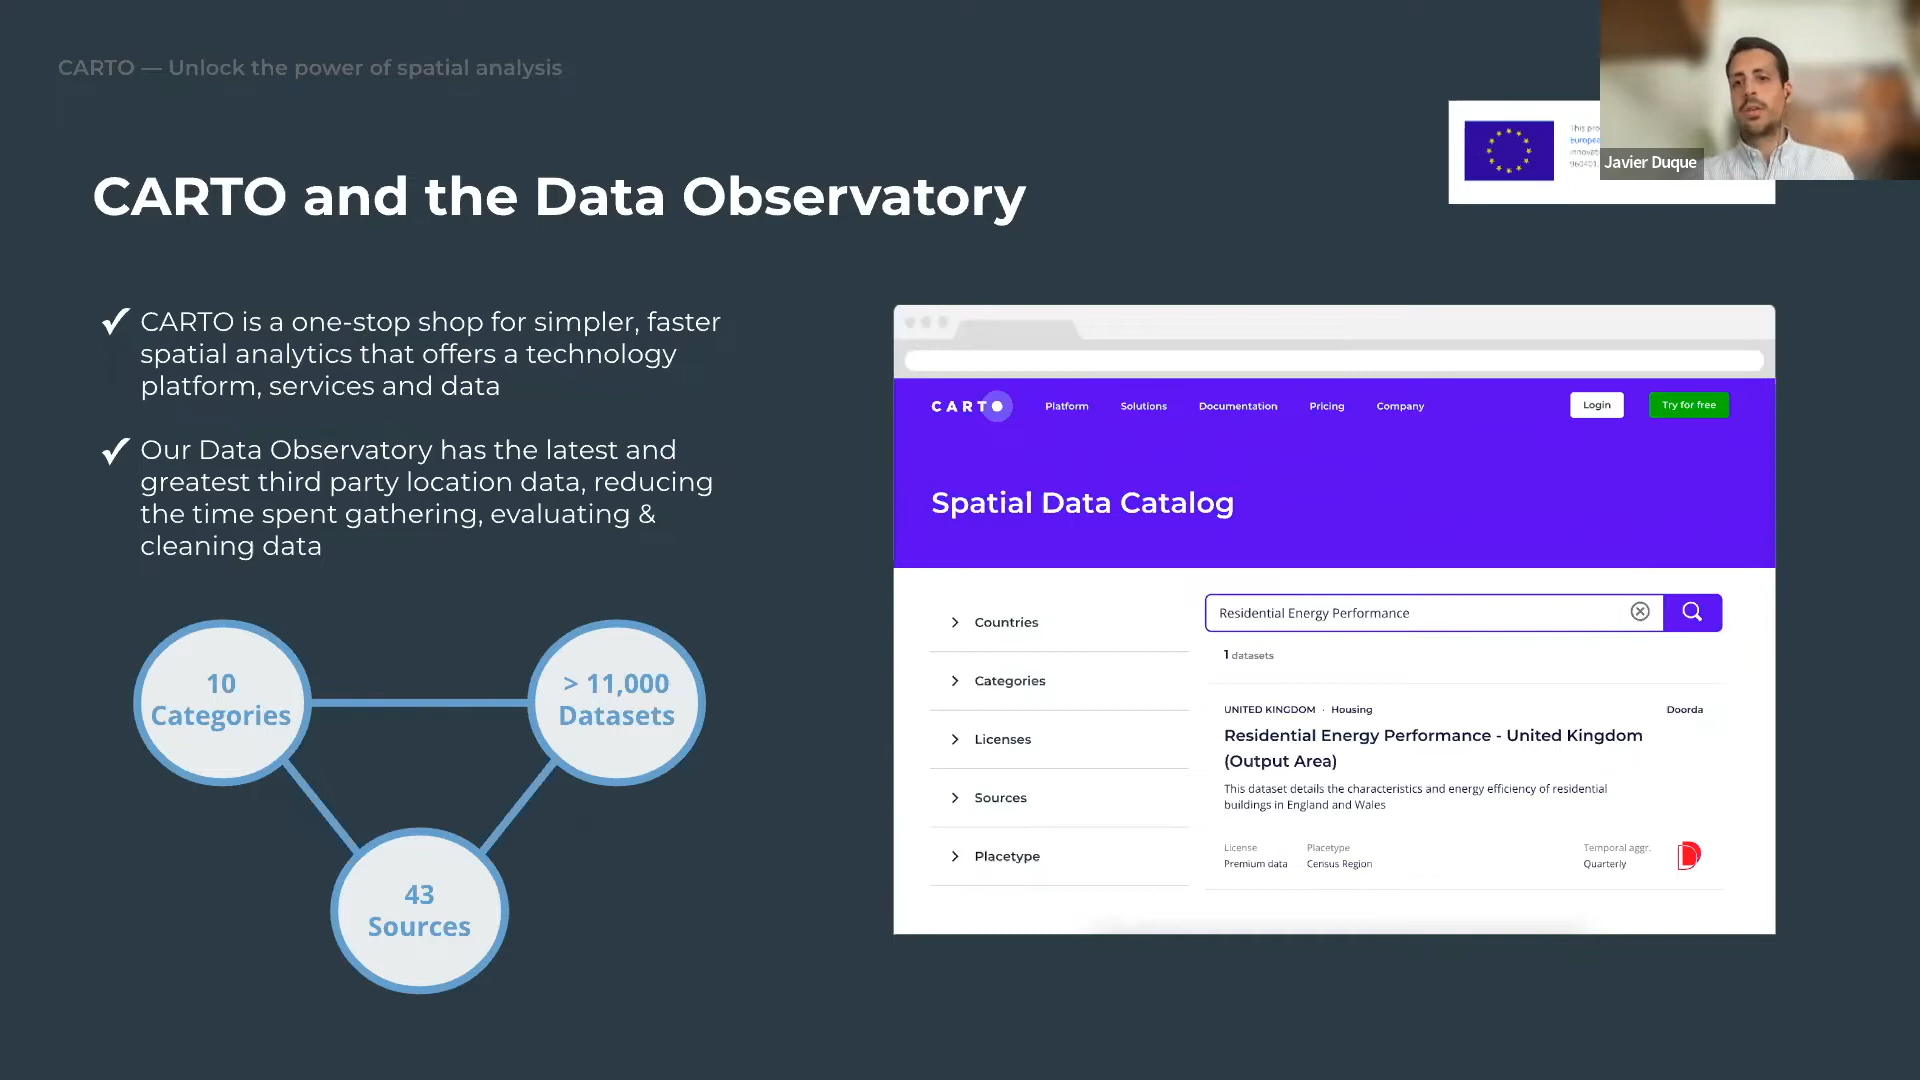 CARTO — Unlock the power of spatial analysis
This pro
Europea
innovat
960401
Javier Duque
CARTO and the Data Observatory
✔ CARTO is a one-stop shop for simpler, faster
spatial analytics that offers a technology
platform, services and data
✔ Our Data Observatory has the latest and
greatest third party location data, reducing
the time spent gathering, evaluating &
cleaning data
10
Categories
> 11,000
Datasets
43
Sources
CARTO
Platform
Solutions
Documentation
Pricing
Company
Login
Try for free
Spatial Data Catalog
Countries
Categories
Licenses
Sources
Placetype
Residential Energy Performance
1 datasets
UNITED KINGDOM · Housing
Doorda
Residential Energy Performance - United Kingdom
(Output Area)
This dataset details the characteristics and energy efficiency of residential
buildings in England and Wales
License
Premium data
Placetype
Census Region
Temporal aggr.
Quarterly